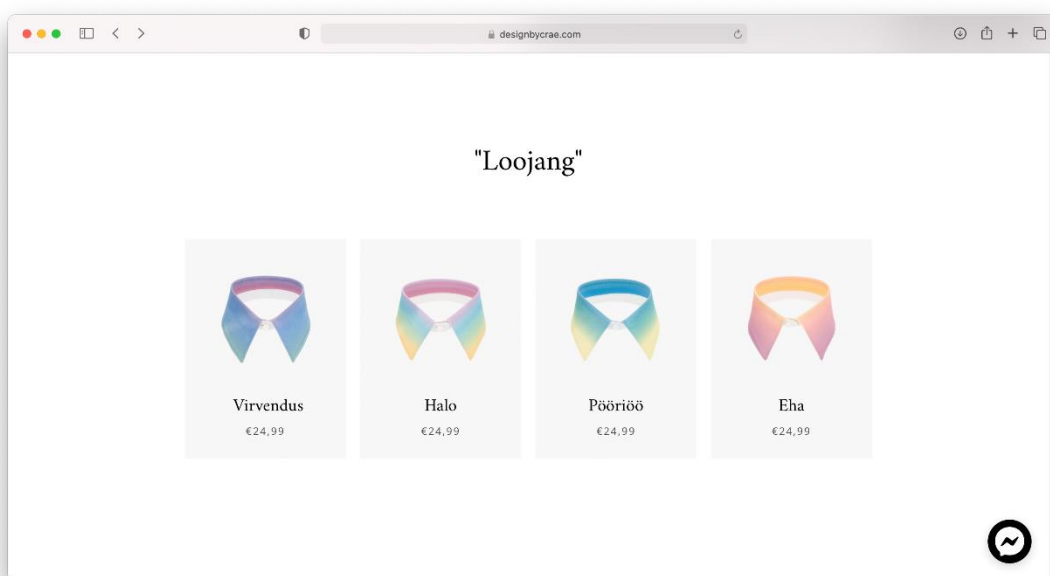 designbycrae.com
"Loojang"
Virvendus
€24,99
Halo
€24,99
Pööriöö
€24,99
Eha
€24,99